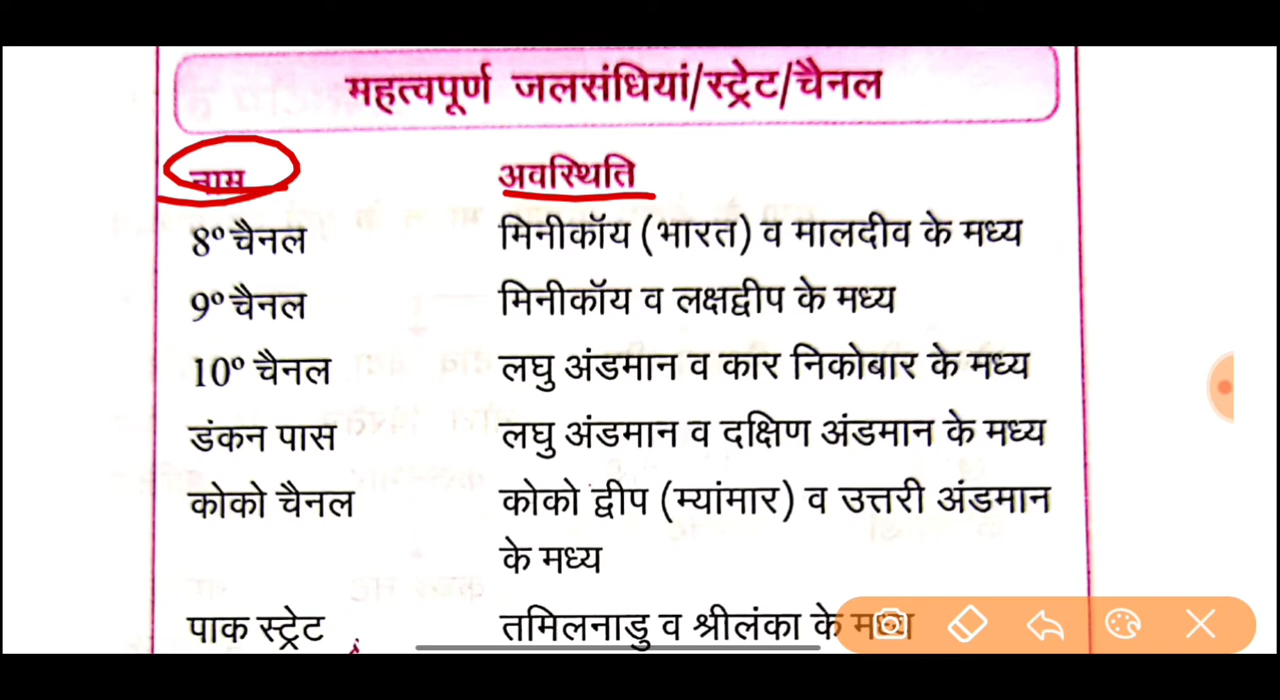 महत्वपूर्ण जलसंधियां/स्ट्रेट/चैनल
नाम अवस्थिति
8° चैनल मिनीकॉय (भारत) व मालदीव के मध्य
9° चैनल मिनीकॉय व लक्षद्वीप के मध्य
10° चैनल लघु अंडमान व कार निकोबार के मध्य
डंकन पास लघु अंडमान व दक्षिण अंडमान के मध्य
कोको चैनल कोको द्वीप (म्यांमार) व उत्तरी अंडमान
के मध्य
पाक स्ट्रेट तमिलनाडु व श्रीलंका के मध्य